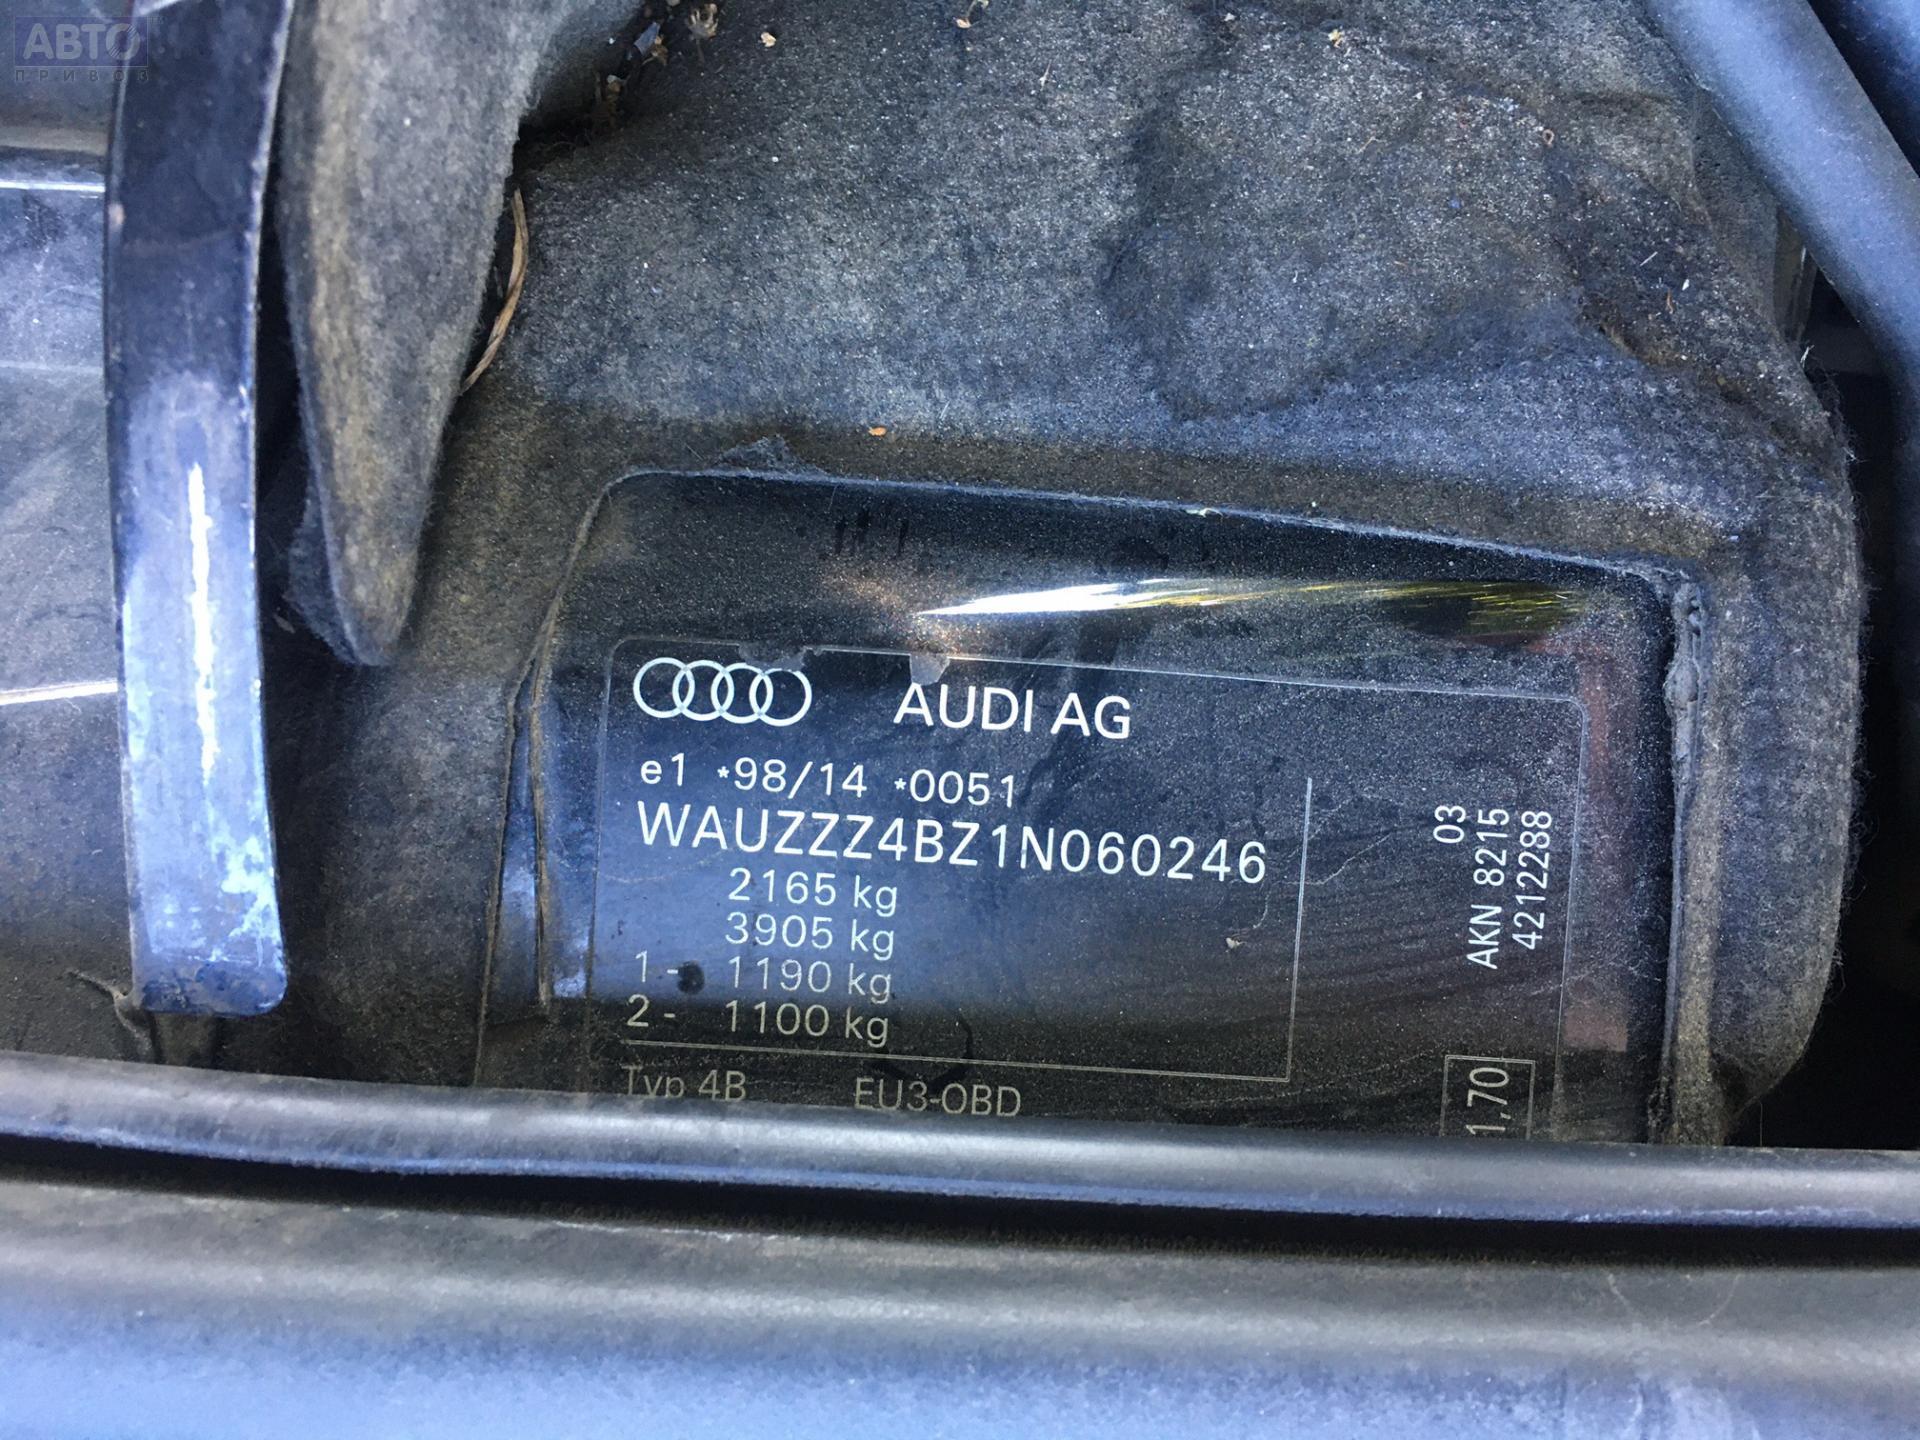 АВТО
ПРИВОЗ
AUDI AG
e1 *98/14 *0051
WAUZZZ4BZ1N060246
2165 kg
3905 kg
1- 1190 kg
2- 1100 kg
Typ 4B EU3-OBD
03
AKN 8215
4212288
1,70